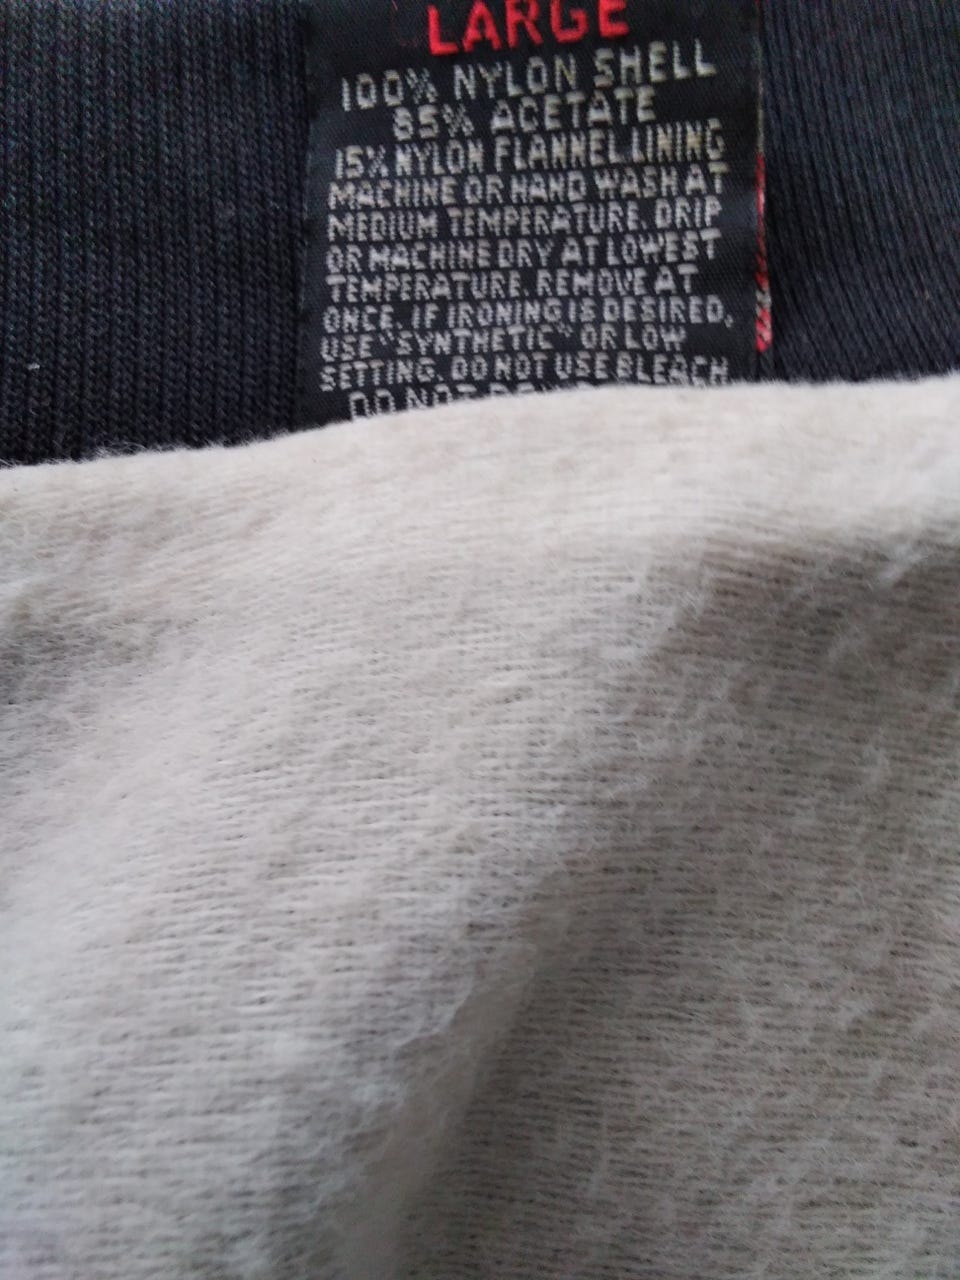 LARGE
100% NYLON SHELL
85% ACETATE
15% NYLON FLANNEL LINING
MACHINE OR HAND WASH AT
MEDIUM TEMPERATURE. DRIP
OR MACHINE DRY AT LOWEST
TEMPERATURE. REMOVE AT
ONCE. IF IRONING IS DESIRED,
USE "SYNTHETIC" OR LOW
SETTING. DO NOT USE BLEACH
DO NOT